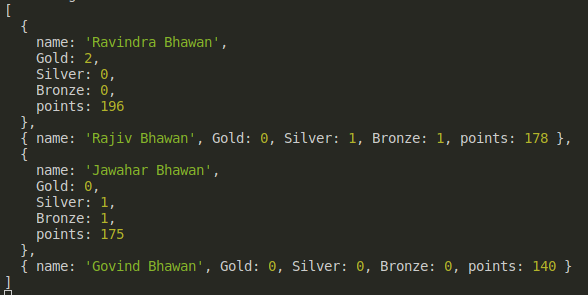 [
  {
    name: 'Ravindra Bhawan',
    Gold: 2,
    Silver: 0,
    Bronze: 0,
    points: 196
  },
  { name: 'Rajiv Bhawan', Gold: 0, Silver: 1, Bronze: 1, points: 178 },
  {
    name: 'Jawahar Bhawan',
    Gold: 0,
    Silver: 1,
    Bronze: 1,
    points: 175
  },
  { name: 'Govind Bhawan', Gold: 0, Silver: 0, Bronze: 0, points: 140 }
]